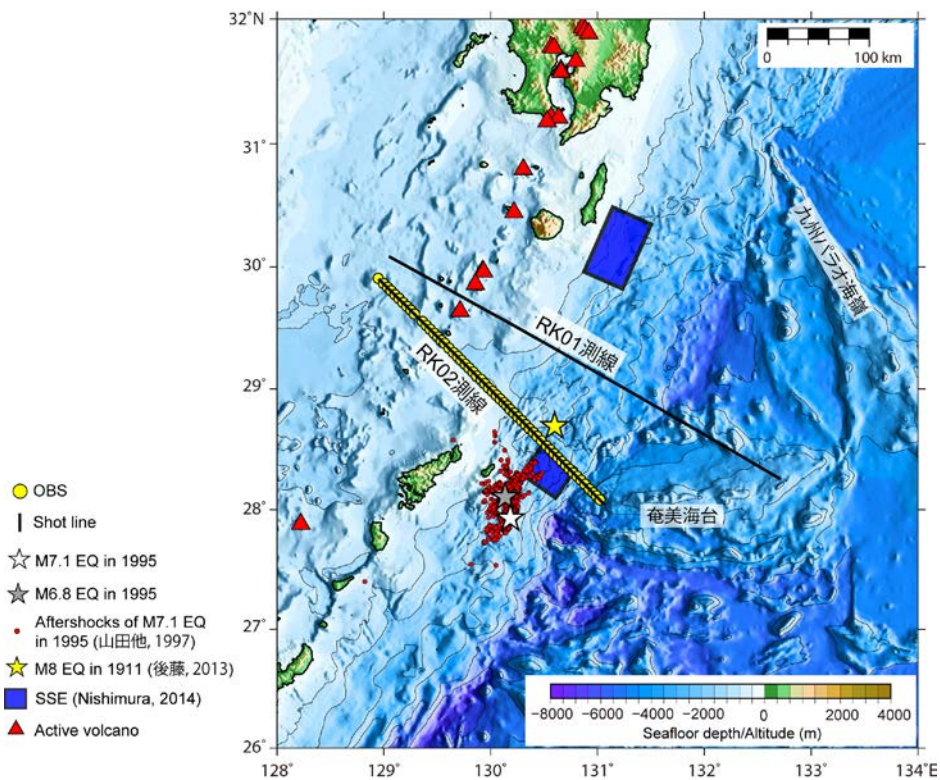 32°N
31°
30°
29°
28°
27°
26°
128°
129°
130°
131°
132°
133°
134°E
0
100 km
九州パラオ海嶺
RK01測線
RK02測線
奄美海台
OBS
Shot line
M7.1 EQ in 1995
M6.8 EQ in 1995
Aftershocks of M7.1 EQ
in 1995 (山田他, 1997)
M8 EQ in 1911 (後藤, 2013)
SSE (Nishimura, 2014)
Active volcano
−8000 −6000 −4000 −2000 0 2000 4000
Seafloor depth/Altitude (m)